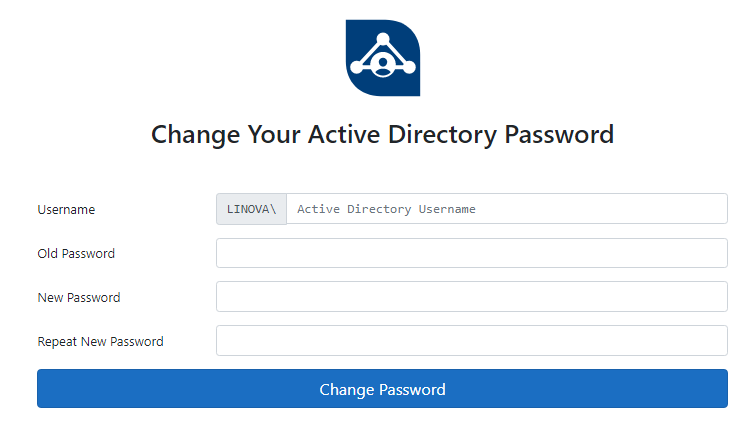 Change Your Active Directory Password
Username LINOVA\ Active Directory Username
Old Password
New Password
Repeat New Password
Change Password